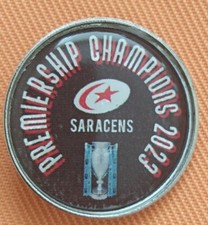 PREMIERSHIP CHAMPIONS 2023
SARACENS